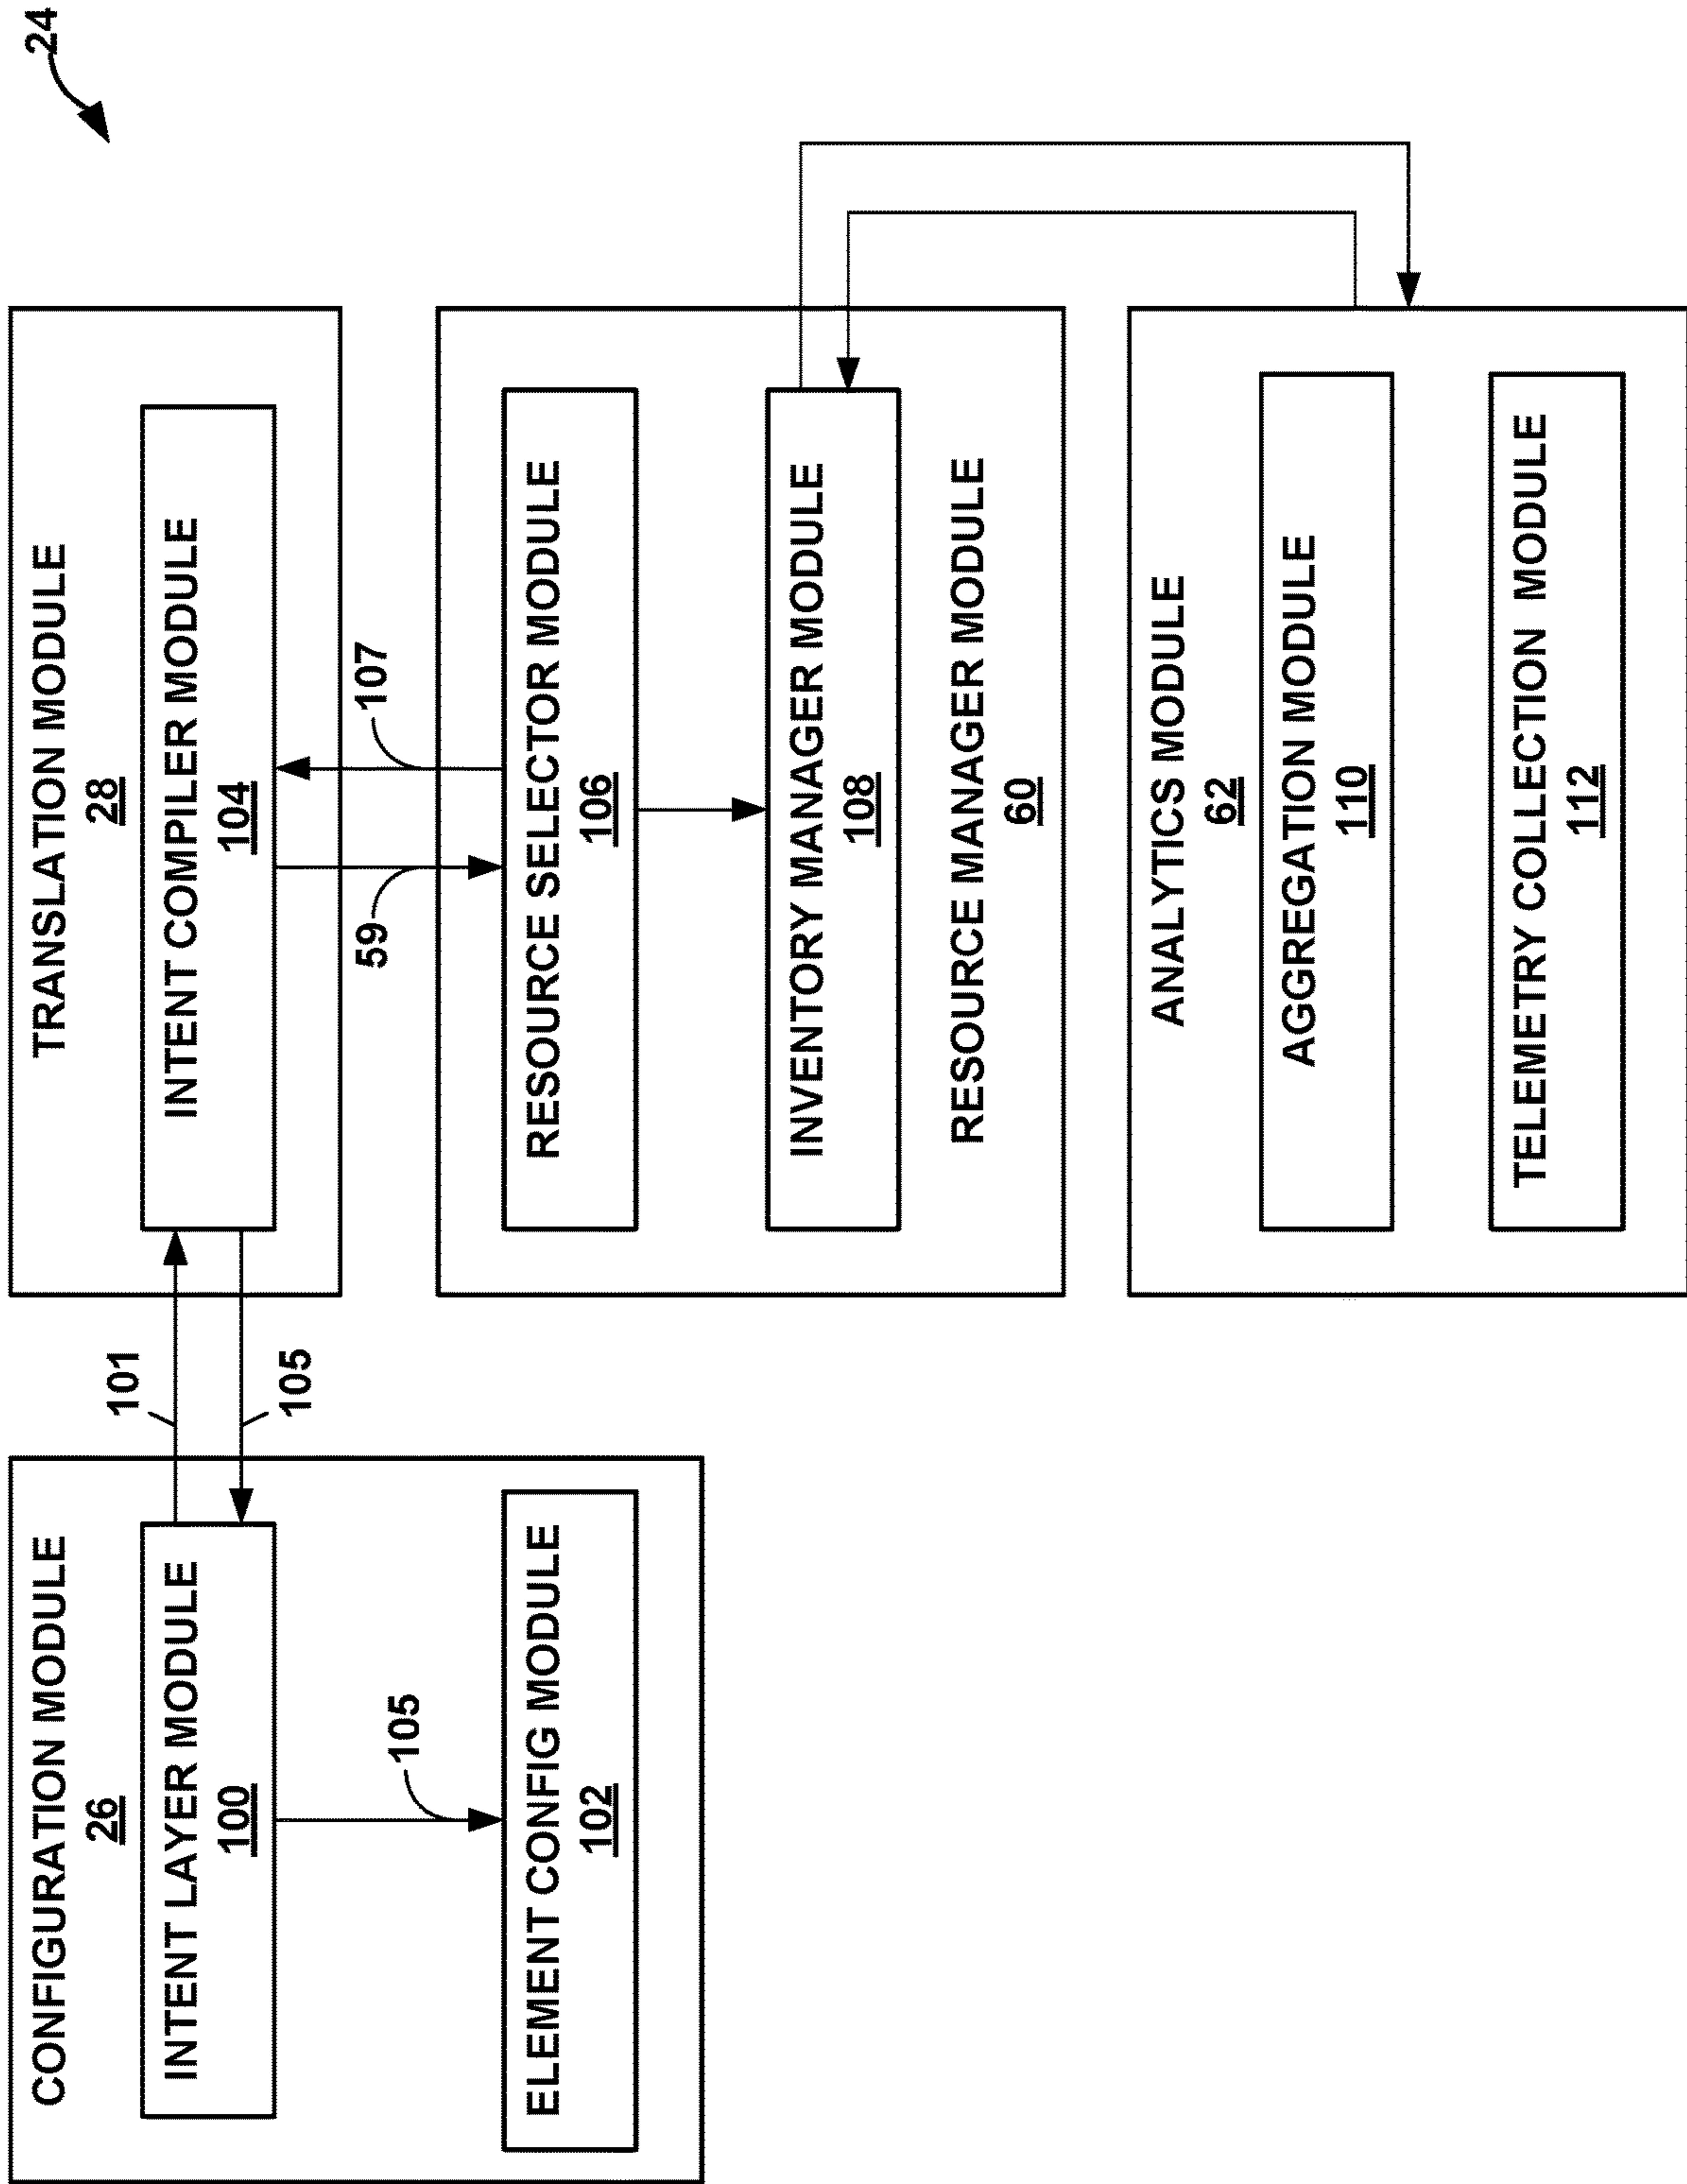 24
CONFIGURATION MODULE
26
INTENT LAYER MODULE
100
105
ELEMENT CONFIG MODULE
102
101
105
TRANSLATION MODULE
28
INTENT COMPILER MODULE
104
59
107
RESOURCE SELECTOR MODULE
106
INVENTORY MANAGER MODULE
108
RESOURCE MANAGER MODULE
60
ANALYTICS MODULE
62
AGGREGATION MODULE
110
TELEMETRY COLLECTION MODULE
112